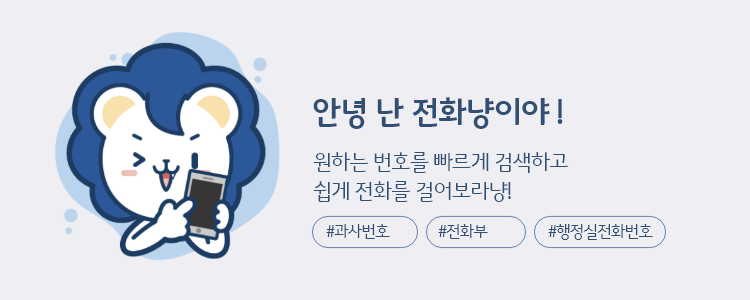 안녕 난 전화냥이야!
원하는 번호를 빠르게 검색하고
쉽게 전화를 걸어보라냥!
#과사번호 #전화부 #행정실전화번호